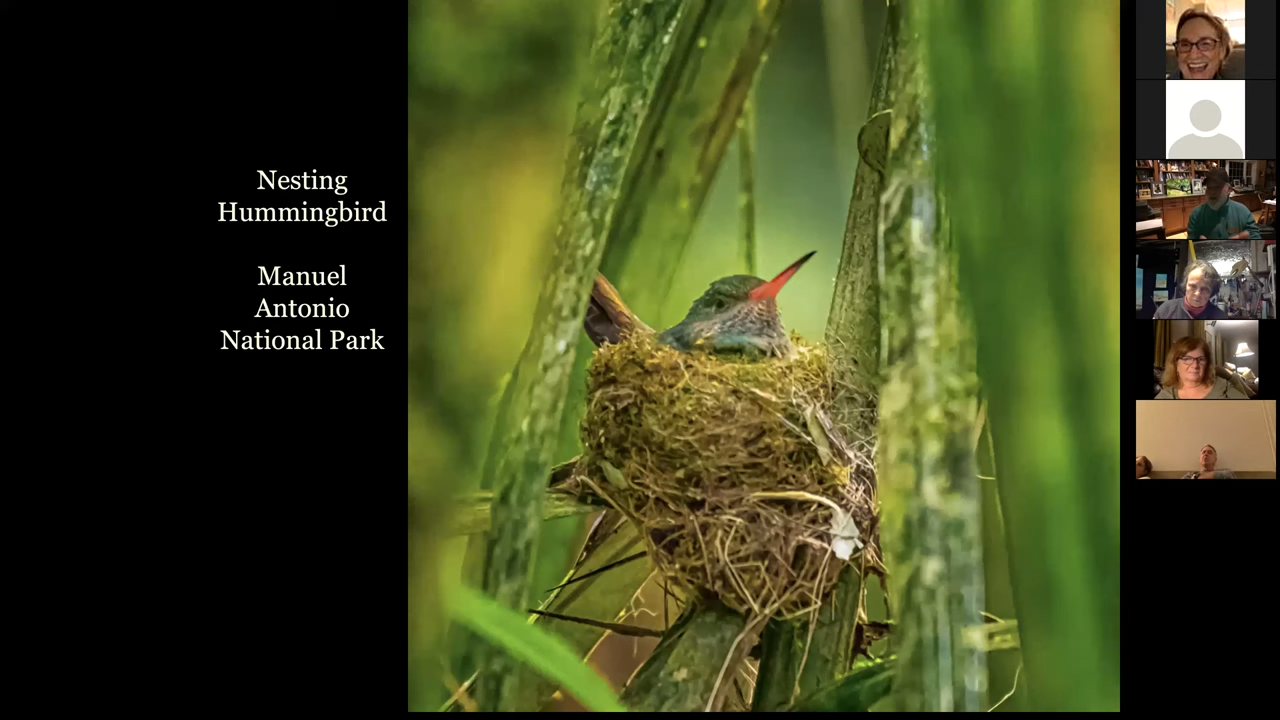 Nesting
Hummingbird
Manuel
Antonio
National Park